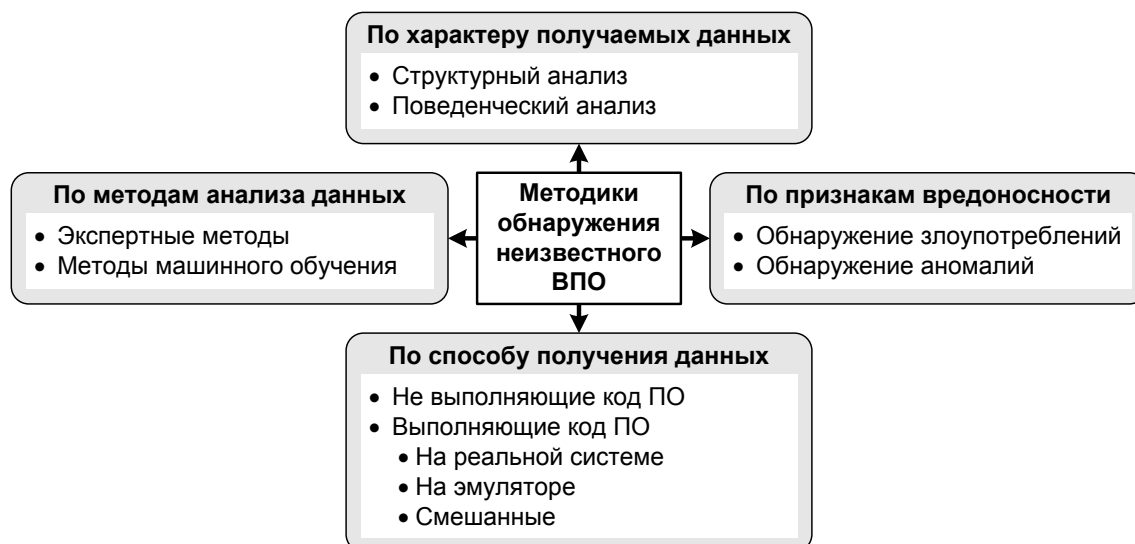 По характеру получаемых данных
• Структурный анализ
• Поведенческий анализ
По методам анализа данных
• Экспертные методы
• Методы машинного обучения
Методики
обнаружения
неизвестного
ВПО
По признакам вредоносности
• Обнаружение злоупотреблений
• Обнаружение аномалий
По способу получения данных
• Не выполняющие код ПО
• Выполняющие код ПО
• На реальной системе
• На эмуляторе
• Смешанные